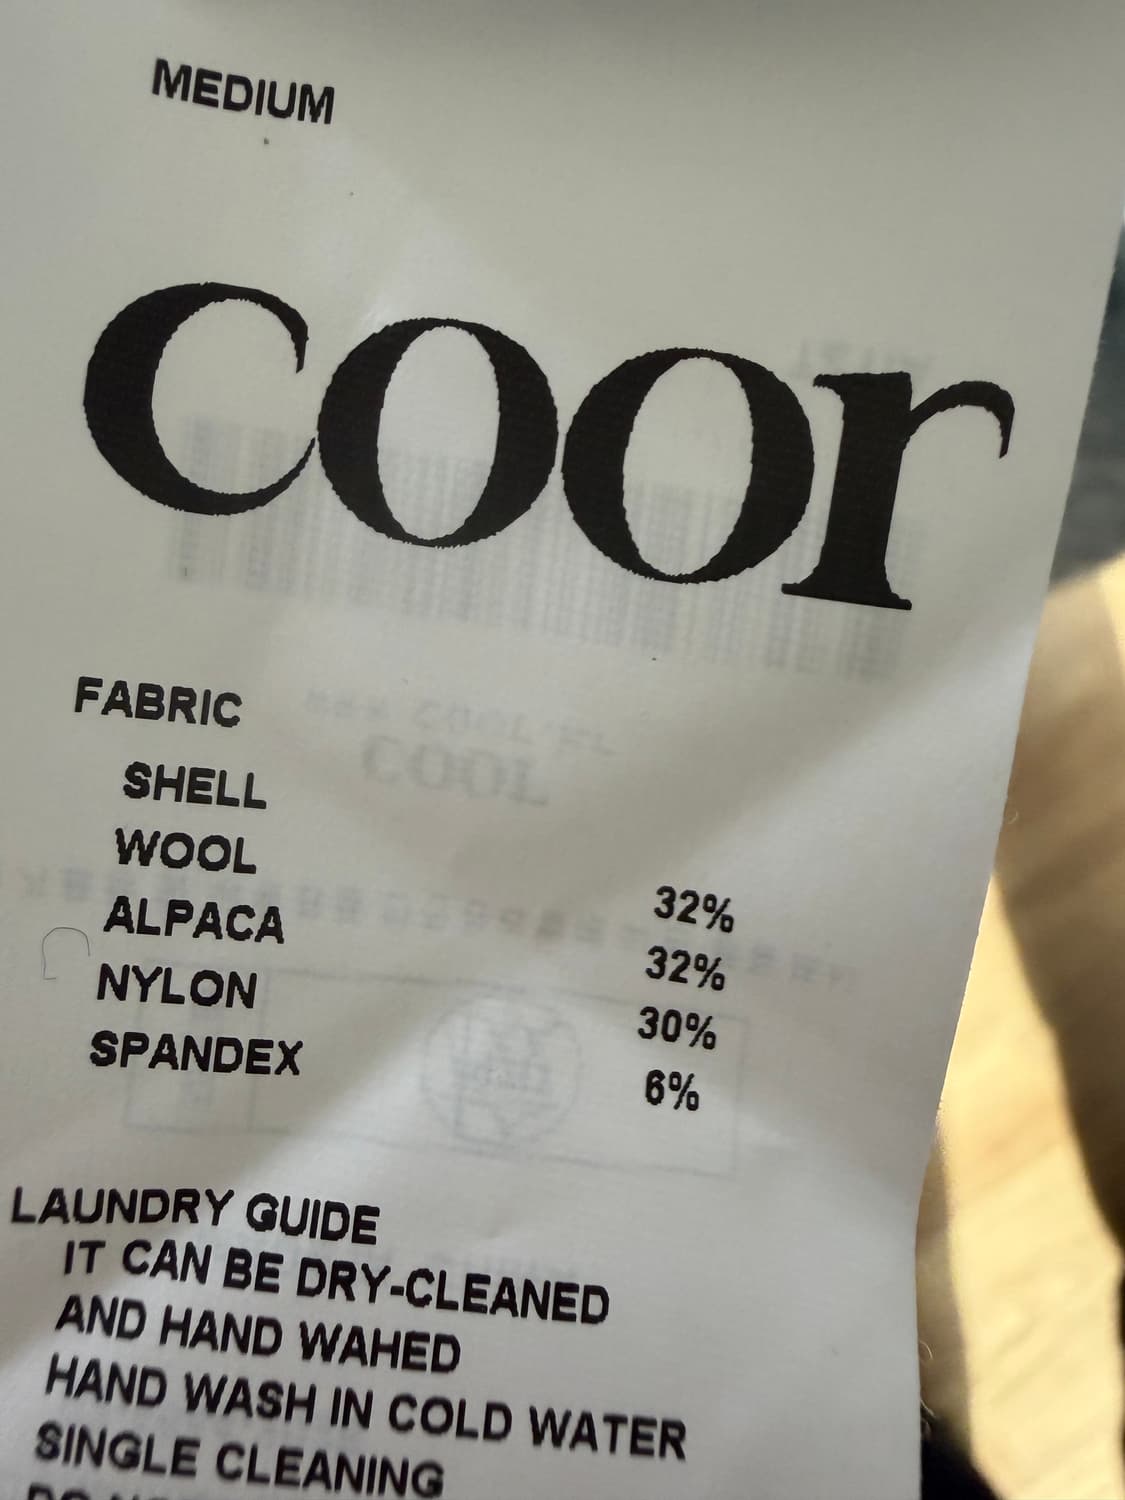 MEDIUM
coor
FABRIC
SHELL
WOOL 32%
ALPACA 32%
NYLON 30%
SPANDEX 6%
LAUNDRY GUIDE
IT CAN BE DRY-CLEANED
AND HAND WAHED
HAND WASH IN COLD WATER
SINGLE CLEANING